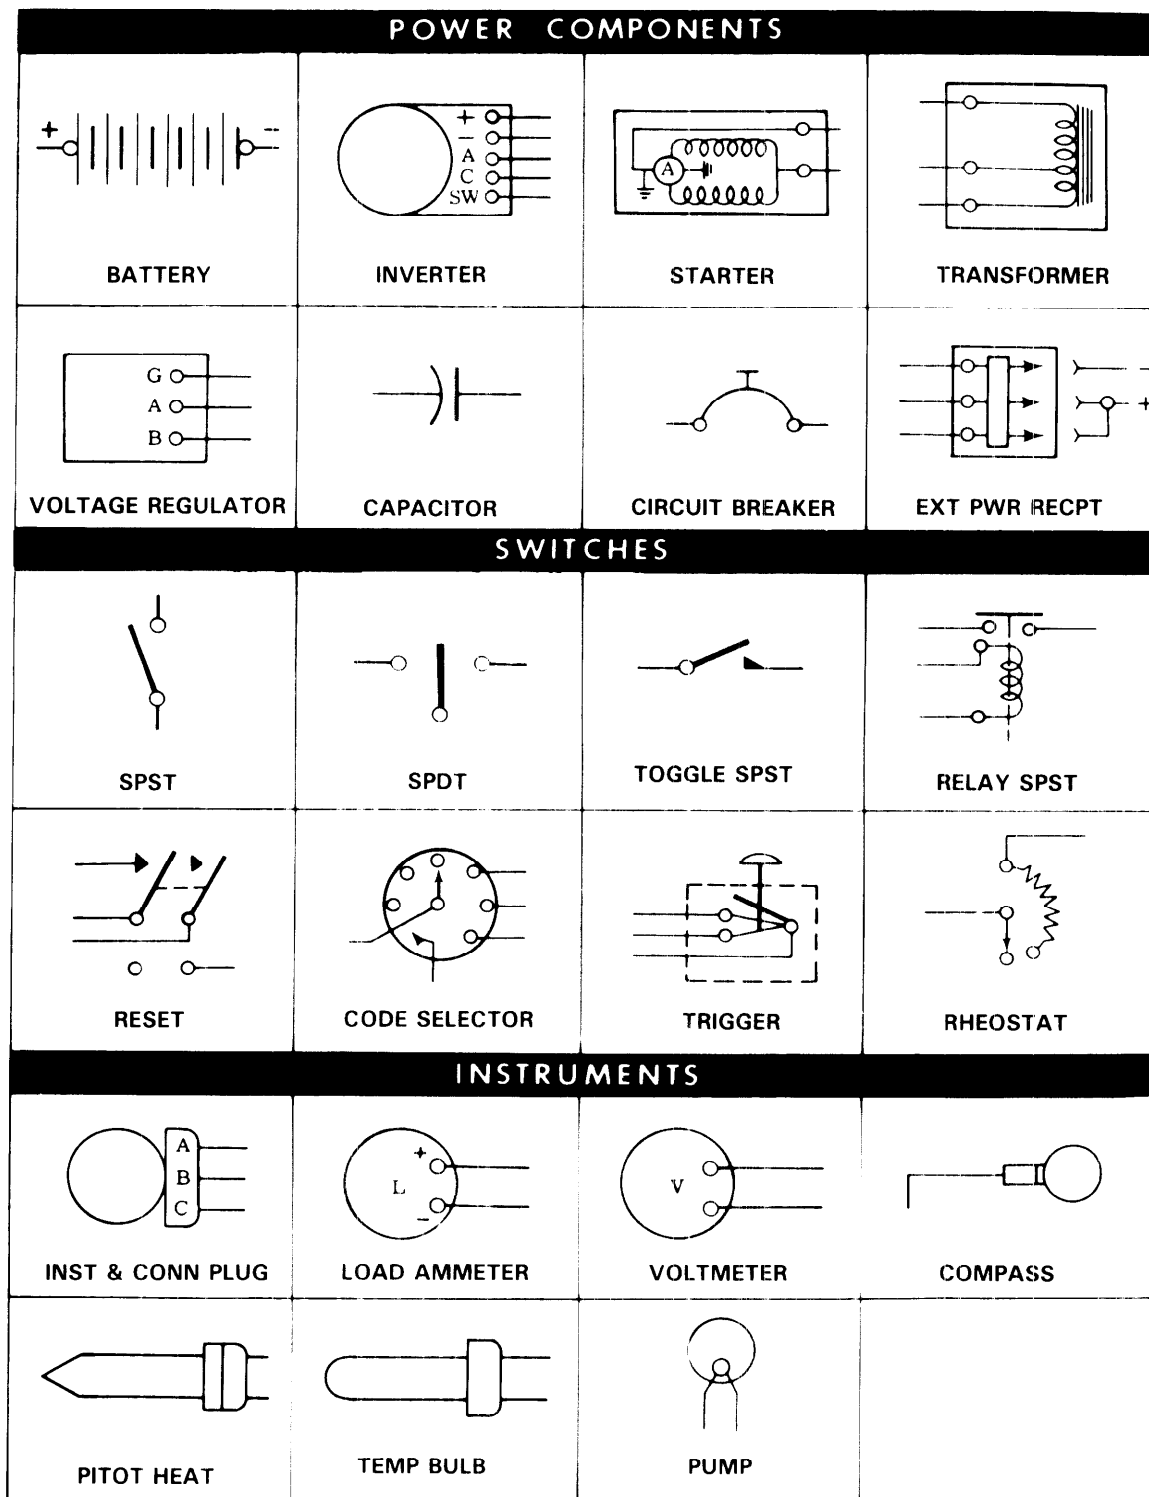 POWER COMPONENTS
+ −
+
−
A
C
SW
A
BATTERY INVERTER STARTER TRANSFORMER
G
A
B
− +
VOLTAGE REGULATOR CAPACITOR CIRCUIT BREAKER EXT PWR RECPT
SWITCHES
SPST SPDT TOGGLE SPST RELAY SPST
RESET CODE SELECTOR TRIGGER RHEOSTAT
INSTRUMENTS
A
B
C
+
L
−
V
INST & CONN PLUG LOAD AMMETER VOLTMETER COMPASS
PITOT HEAT TEMP BULB PUMP